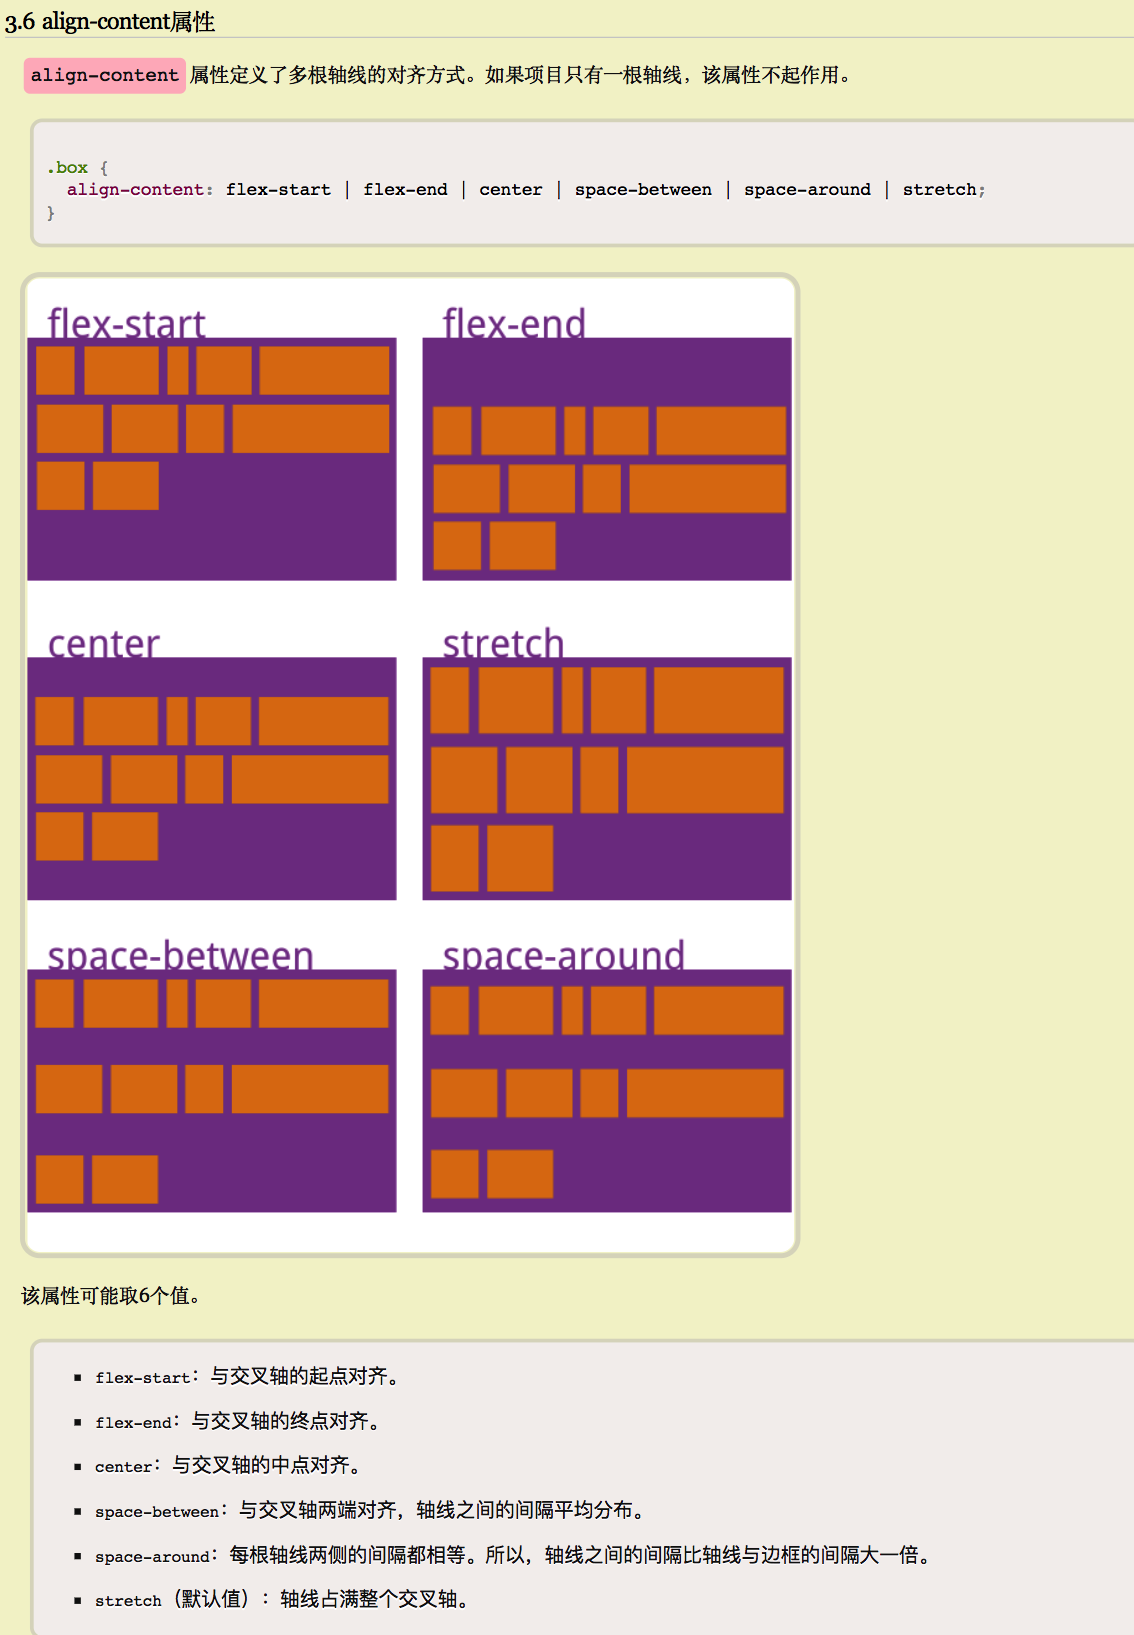 3.6 align-content属性
align-content 属性定义了多根轴线的对齐方式。如果项目只有一根轴线，该属性不起作用。
.box {
  align-content: flex-start | flex-end | center | space-between | space-around | stretch;
}
flex-start
flex-end
center
stretch
space-between
space-around
该属性可能取6个值。
▪ flex-start：与交叉轴的起点对齐。
▪ flex-end：与交叉轴的终点对齐。
▪ center：与交叉轴的中点对齐。
▪ space-between：与交叉轴两端对齐，轴线之间的间隔平均分布。
▪ space-around：每根轴线两侧的间隔都相等。所以，轴线之间的间隔比轴线与边框的间隔大一倍。
▪ stretch（默认值）：轴线占满整个交叉轴。